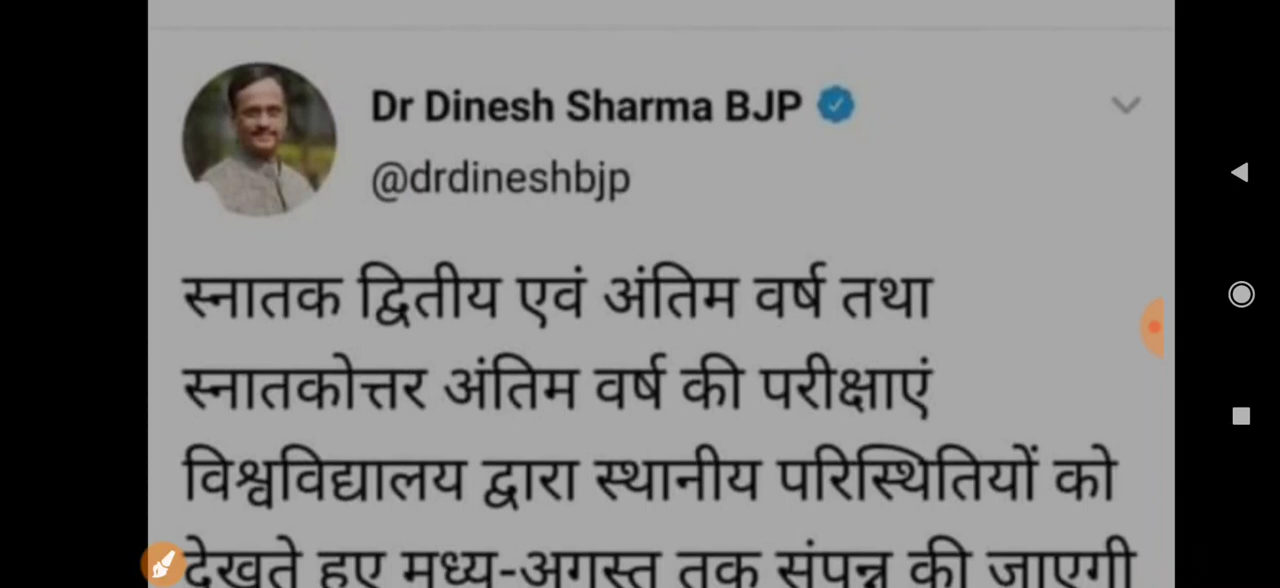 Dr Dinesh Sharma BJP
@drdineshbjp
स्नातक द्वितीय एवं अंतिम वर्ष तथा
स्नातकोत्तर अंतिम वर्ष की परीक्षाएं
विश्वविद्यालय द्वारा स्थानीय परिस्थितियों को
देखते हुए मध्य-अगस्त तक संपन्न की जाएगी